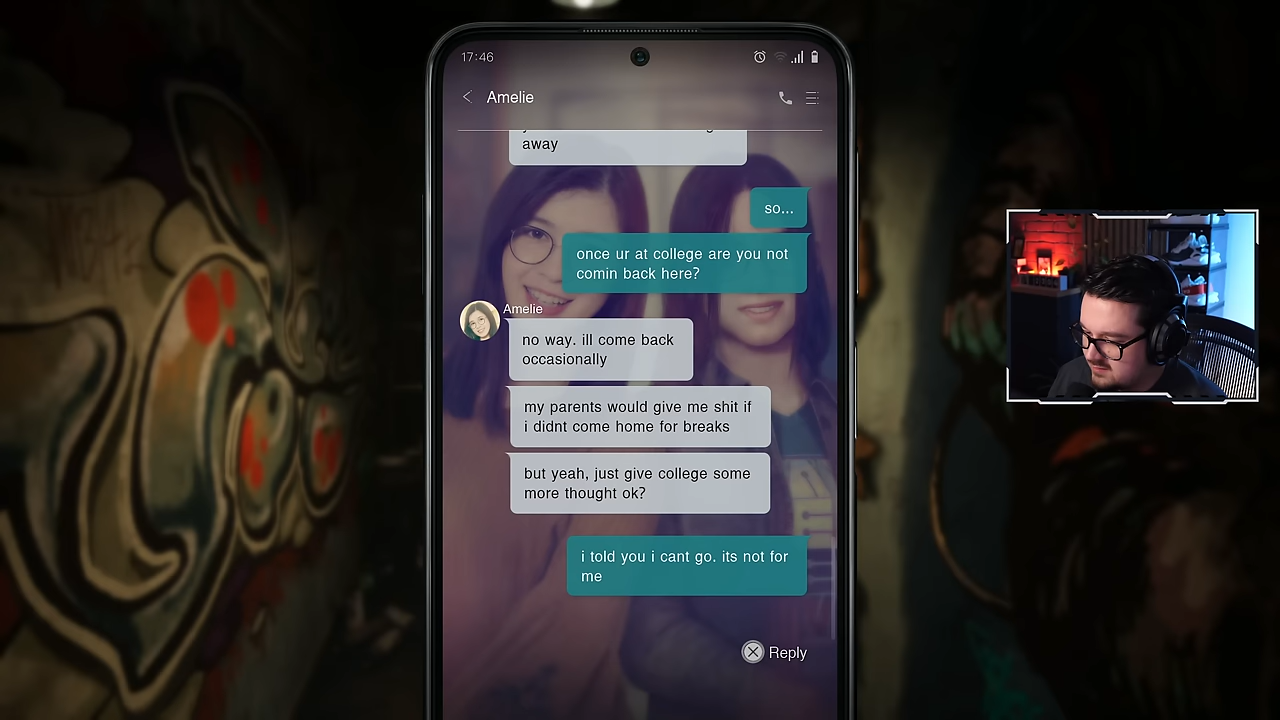 17:46
Amelie
away
so...
once ur at college are you not
comin back here?
Amelie
no way. ill come back
occasionally
my parents would give me shit if
i didnt come home for breaks
but yeah, just give college some
more thought ok?
i told you i cant go. its not for
me
Reply